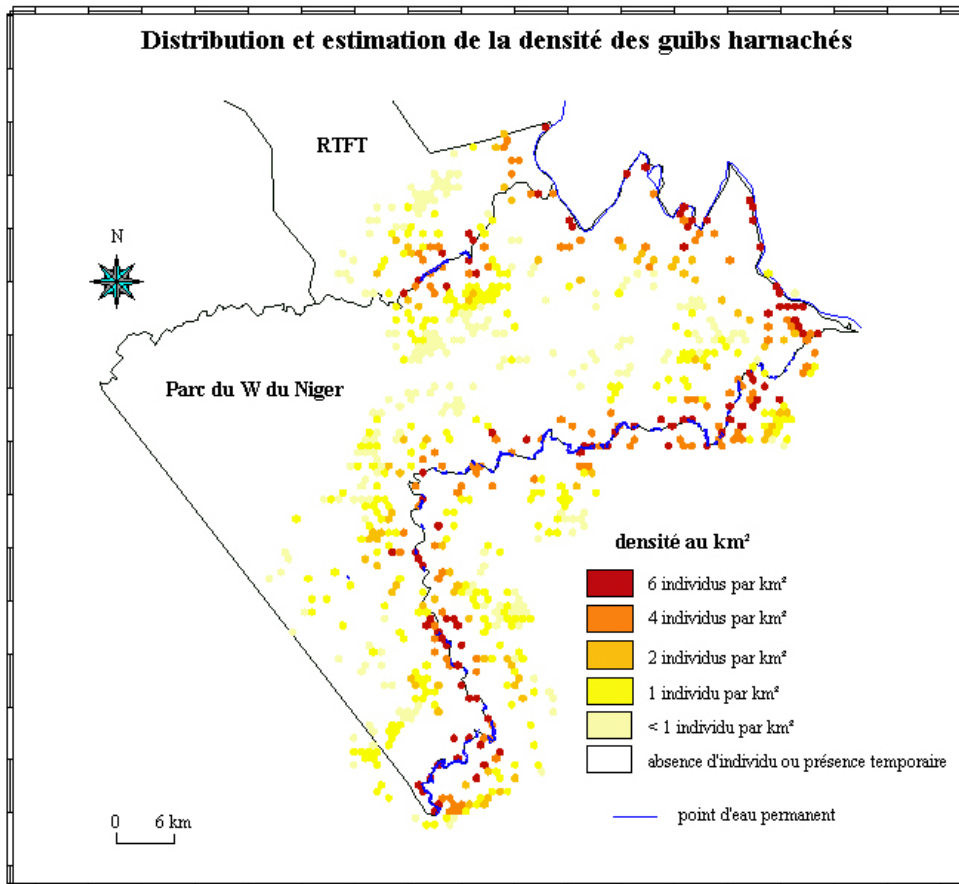 Distribution et estimation de la densité des guibs harnachés
RTFT
N
Parc du W du Niger
densité au km²
6 individus par km²
4 individus par km²
2 individus par km²
1 individu par km²
< 1 individu par km²
absence d'individu ou présence temporaire
point d'eau permanent
0 6 km